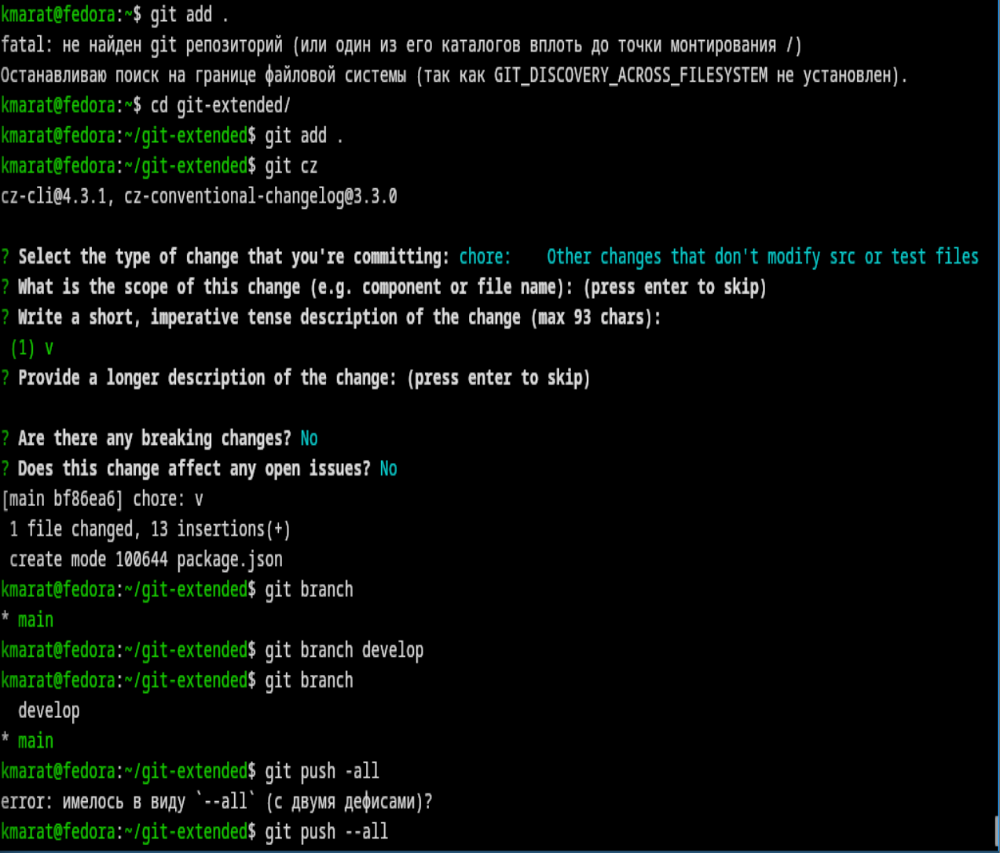 kmarat@fedora:~$ git add .
fatal: не найден git репозиторий (или один из его каталогов вплоть до точки монтирования /)
Останавливаю поиск на границе файловой системы (так как GIT_DISCOVERY_ACROSS_FILESYSTEM не установлен).
kmarat@fedora:~$ cd git-extended/
kmarat@fedora:~/git-extended$ git add .
kmarat@fedora:~/git-extended$ git cz
cz-cli@4.3.1, cz-conventional-changelog@3.3.0
? Select the type of change that you're committing: chore:    Other changes that don't modify src or test files
? What is the scope of this change (e.g. component or file name): (press enter to skip)
? Write a short, imperative tense description of the change (max 93 chars):
 (1) v
? Provide a longer description of the change: (press enter to skip)
? Are there any breaking changes? No
? Does this change affect any open issues? No
[main bf86ea6] chore: v
 1 file changed, 13 insertions(+)
 create mode 100644 package.json
kmarat@fedora:~/git-extended$ git branch
* main
kmarat@fedora:~/git-extended$ git branch develop
kmarat@fedora:~/git-extended$ git branch
  develop
* main
kmarat@fedora:~/git-extended$ git push -all
error: имелось в виду `--all` (с двумя дефисами)?
kmarat@fedora:~/git-extended$ git push --all